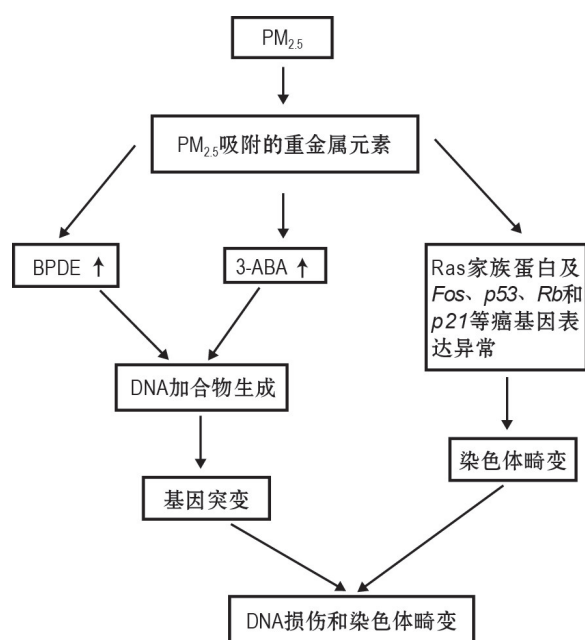 PM2.5
PM2.5吸附的重金属元素
BPDE ↑
3-ABA ↑
Ras家族蛋白及
Fos、p53、Rb和
p21等癌基因表
达异常
DNA加合物生成
染色体畸变
基因突变
DNA损伤和染色体畸变